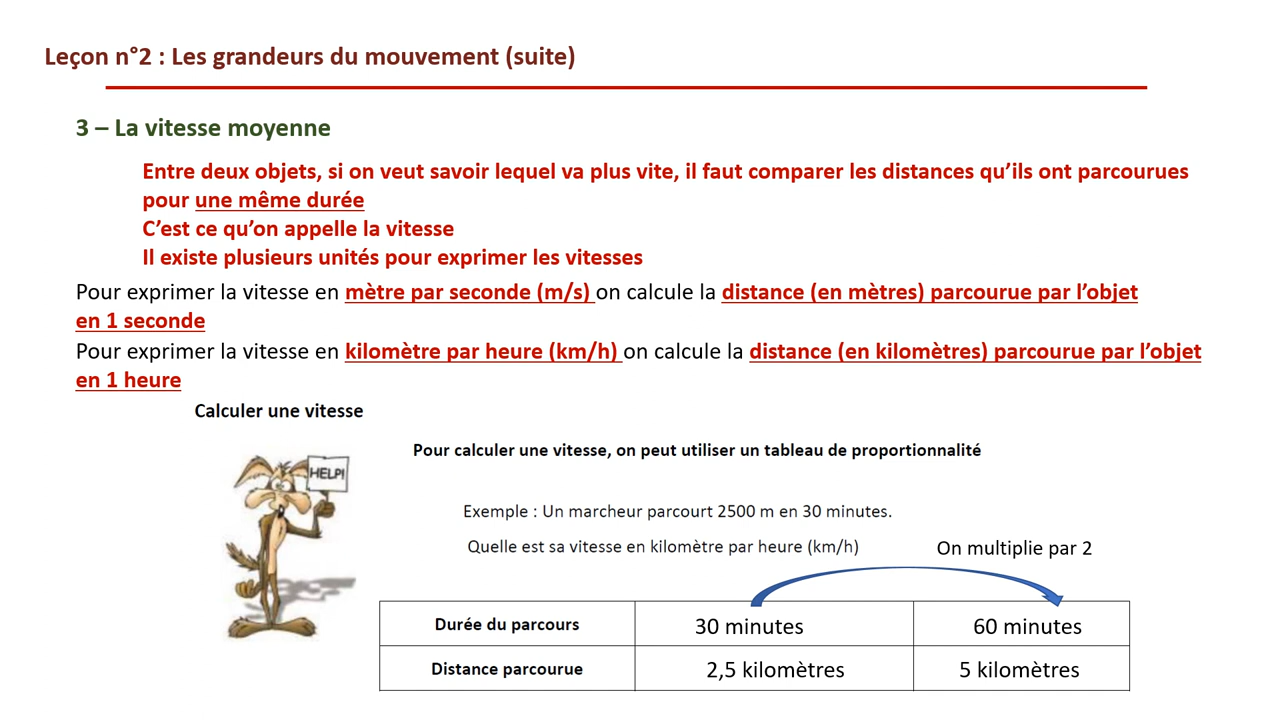 Leçon n°2 : Les grandeurs du mouvement (suite)
3 – La vitesse moyenne
Entre deux objets, si on veut savoir lequel va plus vite, il faut comparer les distances qu’ils ont parcourues
pour une même durée
C’est ce qu’on appelle la vitesse
Il existe plusieurs unités pour exprimer les vitesses
Pour exprimer la vitesse en mètre par seconde (m/s) on calcule la distance (en mètres) parcourue par l’objet
en 1 seconde
Pour exprimer la vitesse en kilomètre par heure (km/h) on calcule la distance (en kilomètres) parcourue par l’objet
en 1 heure
Calculer une vitesse
Pour calculer une vitesse, on peut utiliser un tableau de proportionnalité
HELP!
Exemple : Un marcheur parcourt 2500 m en 30 minutes.
Quelle est sa vitesse en kilomètre par heure (km/h)
On multiplie par 2
Durée du parcours 30 minutes 60 minutes
Distance parcourue 2,5 kilomètres 5 kilomètres